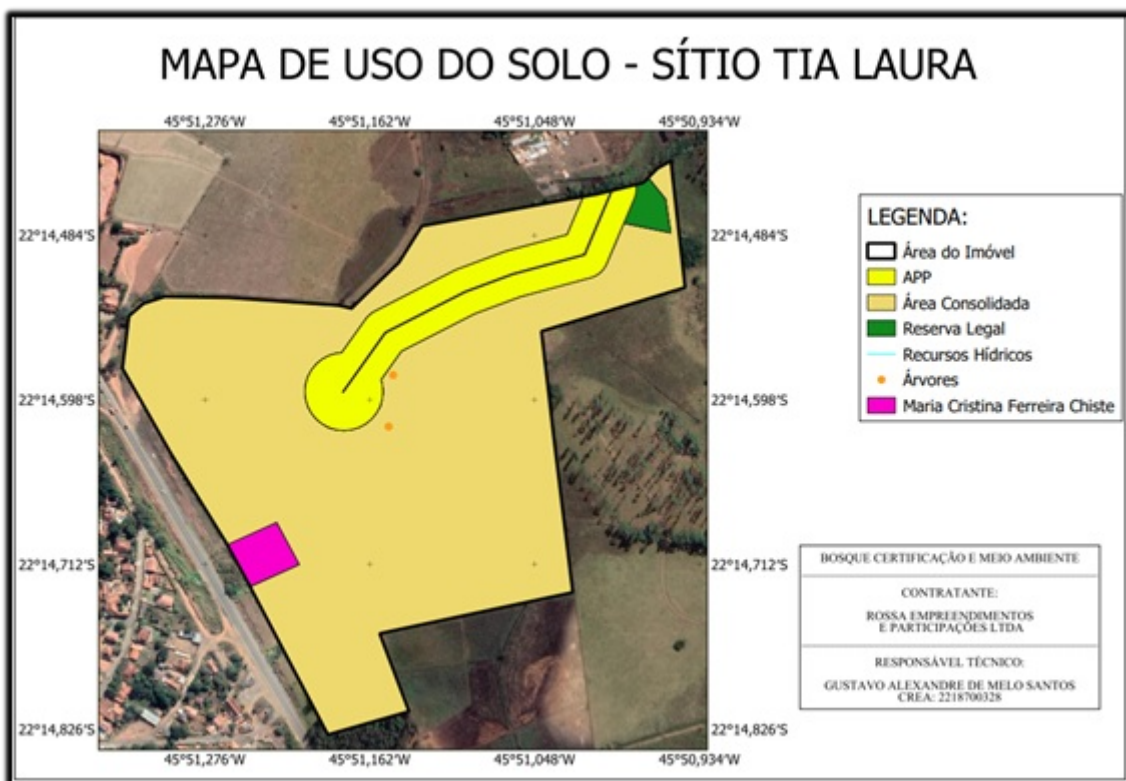 MAPA DE USO DO SOLO - SÍTIO TIA LAURA
45°51,276'W 45°51,162'W 45°51,048'W 45°50,934'W
22°14,484'S 22°14,484'S
22°14,598'S 22°14,598'S
22°14,712'S 22°14,712'S
22°14,826'S 22°14,826'S
45°51,276'W 45°51,162'W 45°51,048'W 45°50,934'W
LEGENDA:
Área do Imóvel
APP
Área Consolidada
Reserva Legal
Recursos Hídricos
Árvores
Maria Cristina Ferreira Chiste
BOSQUE CERTIFICAÇÃO E MEIO AMBIENTE
CONTRATANTE:
ROSSA EMPREENDIMENTOS
E PARTICIPAÇÕES LTDA
RESPONSÁVEL TÉCNICO:
GUSTAVO ALEXANDRE DE MELO SANTOS
CREA: 2218700328